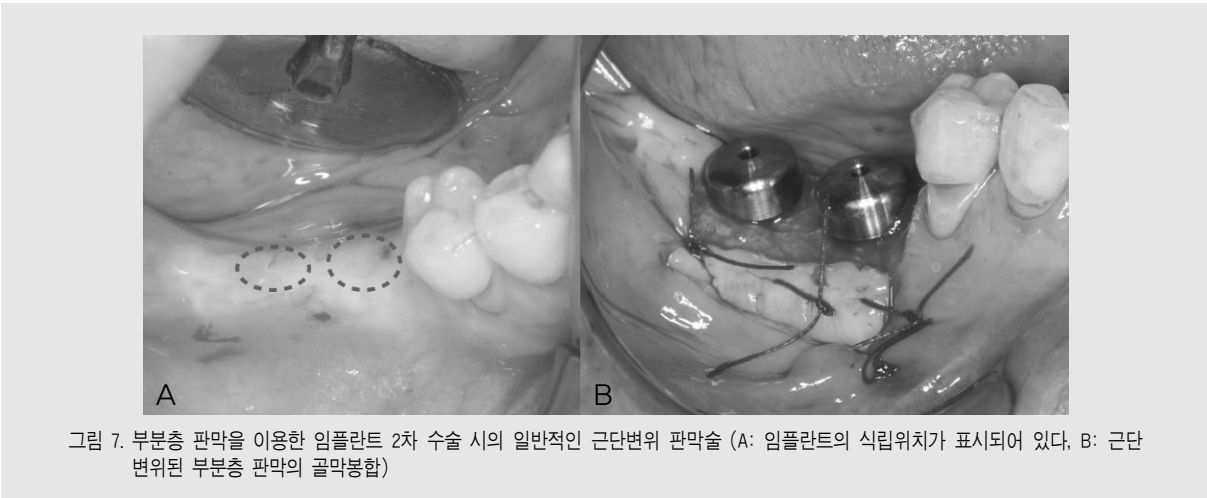 A
B
그림 7. 부분층 판막을 이용한 임플란트 2차 수술 시의 일반적인 근단변위 판막술 (A: 임플란트의 식립위치가 표시되어 있다, B: 근단
변위된 부분층 판막의 골막봉합)